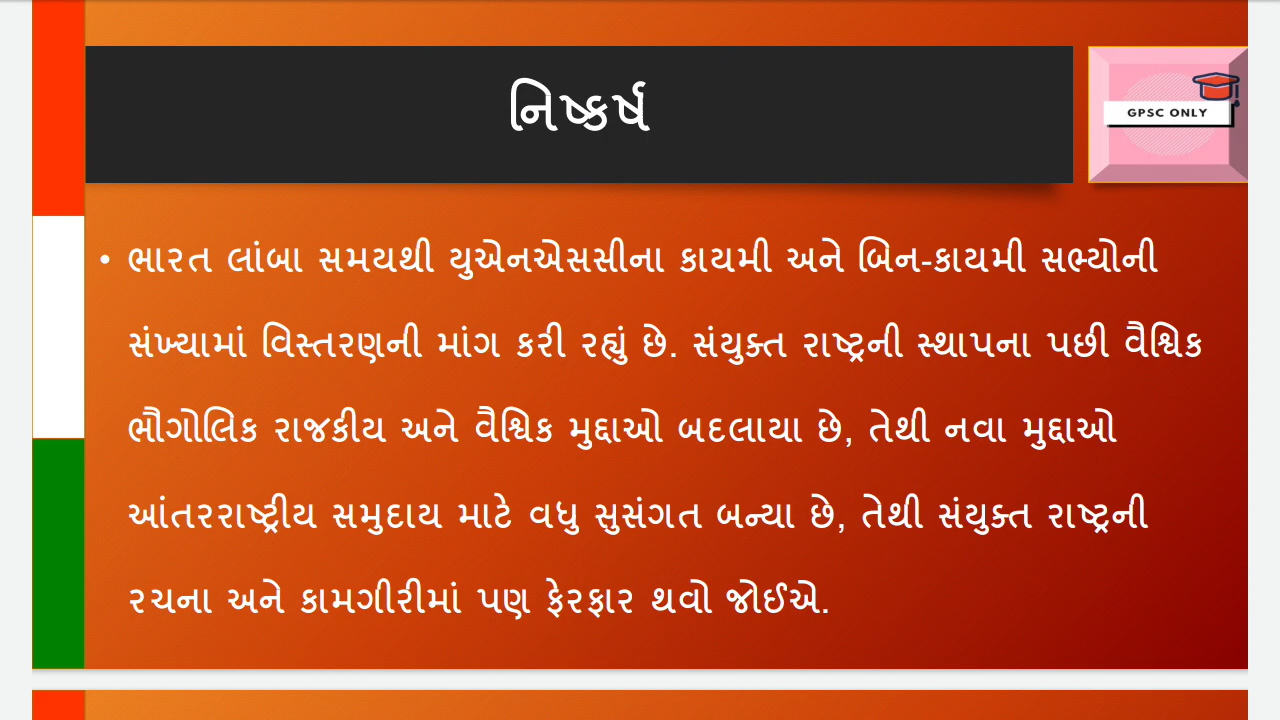 નિષ્કર્ષ
GPSC ONLY
• ભારત લાંબા સમયથી યુએનએસસીના કાયમી અને બિન-કાયમી સભ્યોની
સંખ્યામાં વિસ્તરણની માંગ કરી રહ્યું છે. સંયુક્ત રાષ્ટ્રની સ્થાપના પછી વૈશ્વિક
ભૌગોલિક રાજકીય અને વૈશ્વિક મુદ્દાઓ બદલાયા છે, તેથી નવા મુદ્દાઓ
આંતરરાષ્ટ્રીય સમુદાય માટે વધુ સુસંગત બન્યા છે, તેથી સંયુક્ત રાષ્ટ્રની
રચના અને કામગીરીમાં પણ ફેરફાર થવો જોઈએ.